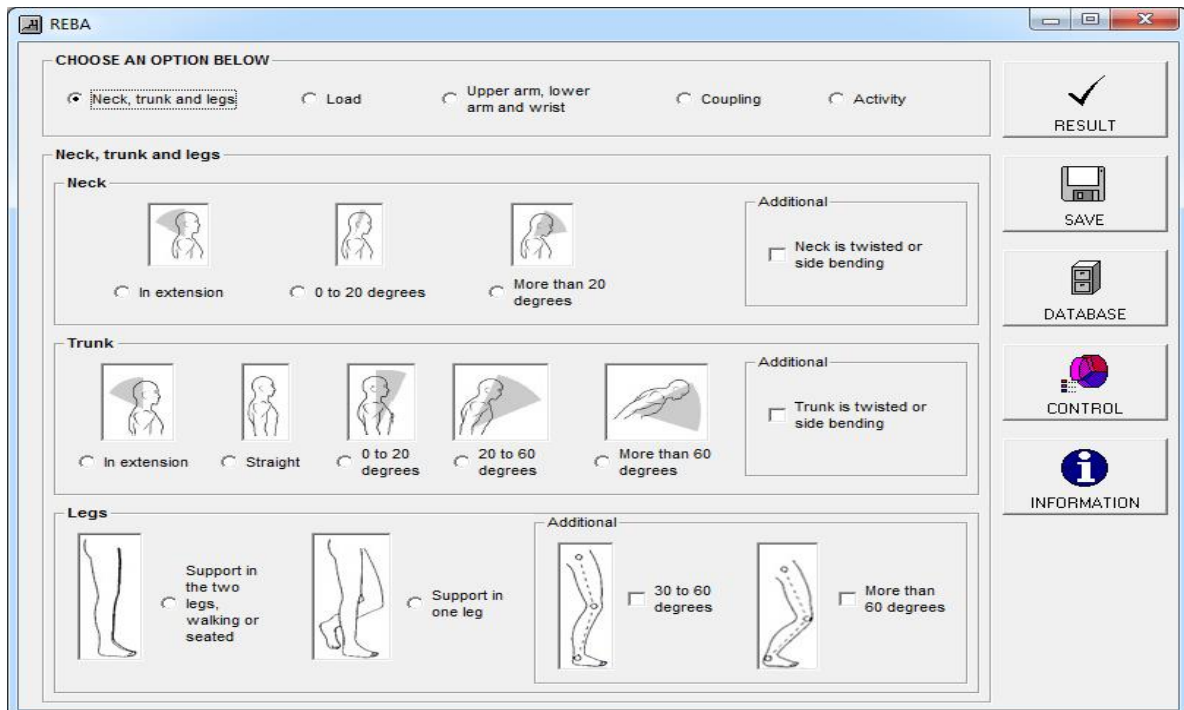 REBA
CHOOSE AN OPTION BELOW
Neck, trunk and legs
Load
Upper arm, lower
arm and wrist
Coupling
Activity
RESULT
SAVE
DATABASE
CONTROL
INFORMATION
Neck, trunk and legs
Neck
In extension
0 to 20 degrees
More than 20
degrees
Additional
Neck is twisted or
side bending
Trunk
In extension
Straight
0 to 20
degrees
20 to 60
degrees
More than 60
degrees
Additional
Trunk is twisted or
side bending
Legs
Support in
the two
legs,
walking or
seated
Support in
one leg
Additional
30 to 60
degrees
More than
60 degrees